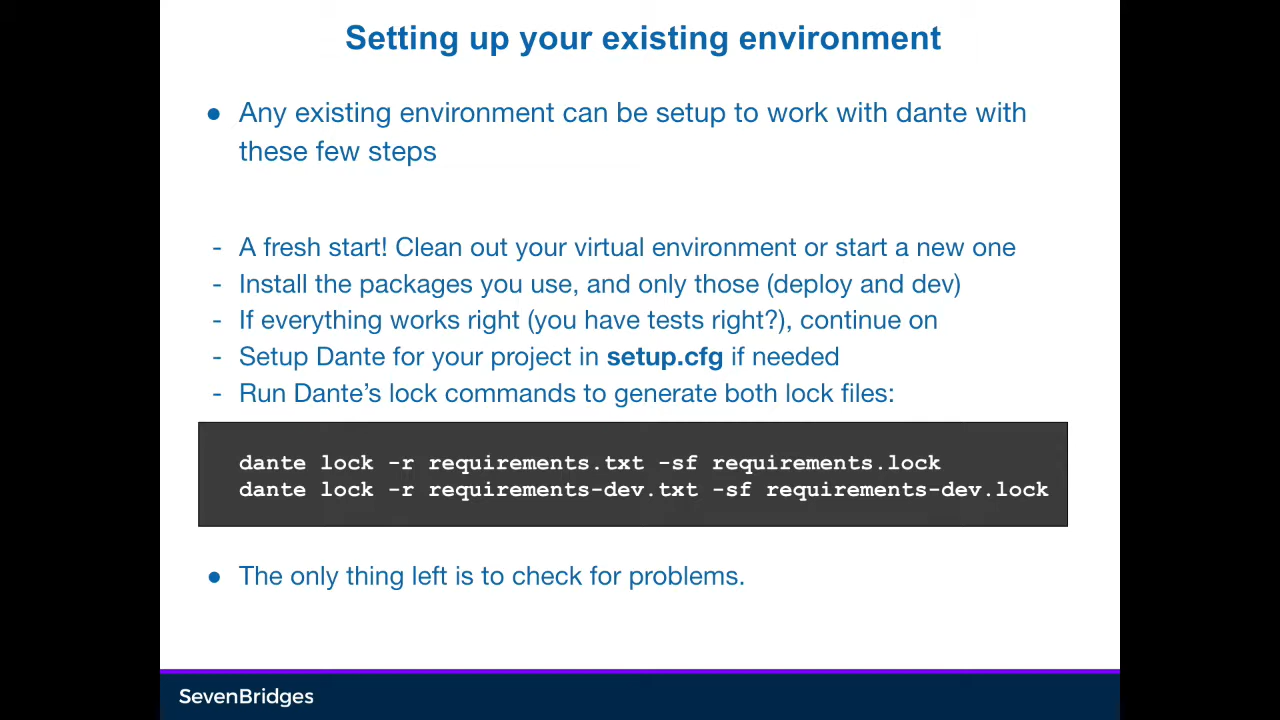 Setting up your existing environment
● Any existing environment can be setup to work with dante with
these few steps
- A fresh start! Clean out your virtual environment or start a new one
- Install the packages you use, and only those (deploy and dev)
- If everything works right (you have tests right?), continue on
- Setup Dante for your project in setup.cfg if needed
- Run Dante’s lock commands to generate both lock files:
dante lock -r requirements.txt -sf requirements.lock
dante lock -r requirements-dev.txt -sf requirements-dev.lock
● The only thing left is to check for problems.
SevenBridges